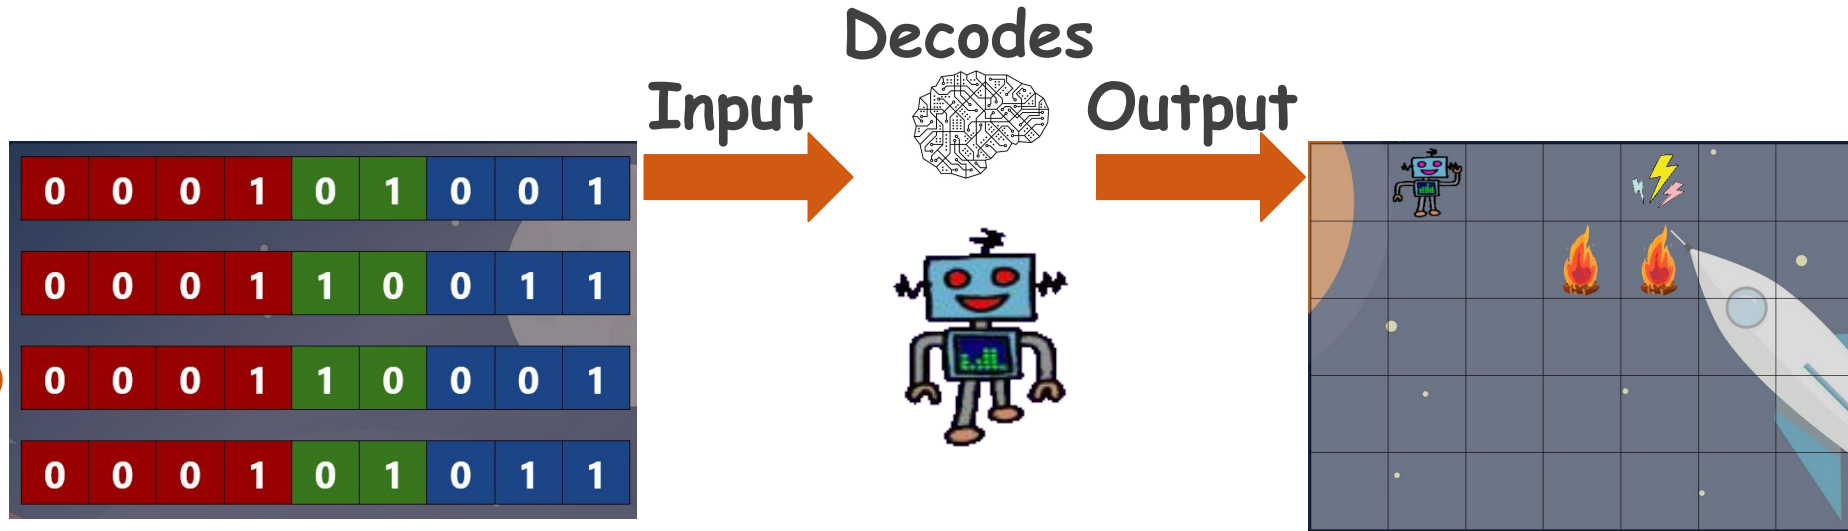 Decodes
Input
Output
0 0 0 1 0 1 0 0 1
0 0 0 1 1 0 0 1 1
0 0 0 1 1 0 0 0 1
0 0 0 1 0 1 0 1 1